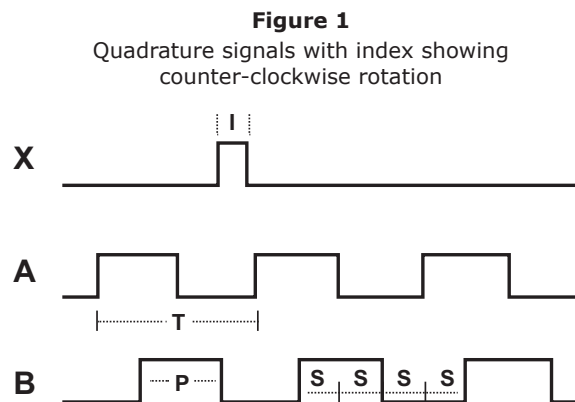 Figure 1
Quadrature signals with index showing
counter-clockwise rotation
I
X
A
T
B
P
S S S S